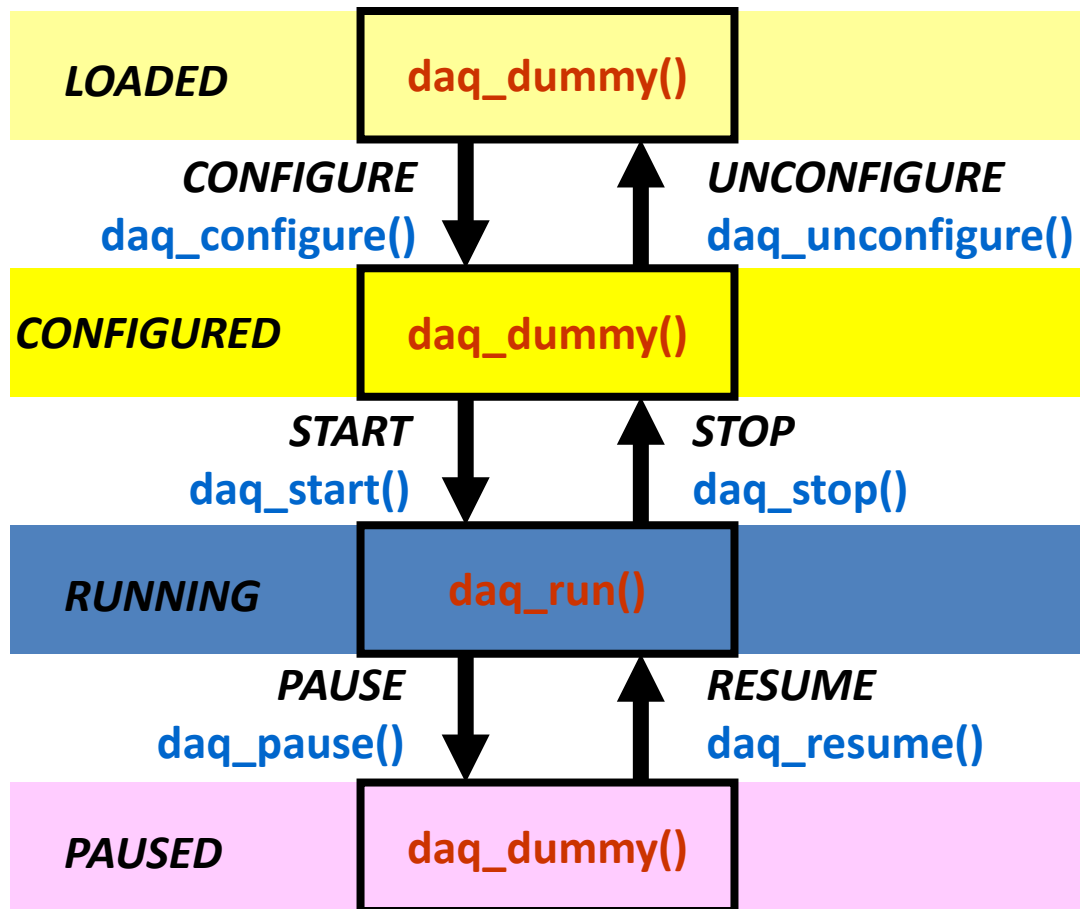 LOADED
daq_dummy()
CONFIGURE
daq_configure()
UNCONFIGURE
daq_unconfigure()
CONFIGURED
daq_dummy()
START
daq_start()
STOP
daq_stop()
RUNNING
daq_run()
PAUSE
daq_pause()
RESUME
daq_resume()
PAUSED
daq_dummy()